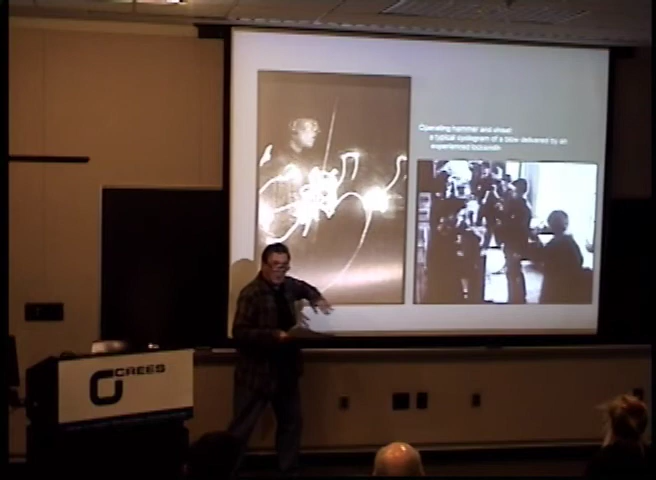 Operating hammer and chisel:
a typical cyclogram of a blow delivered by an
experienced locksmith
CREES